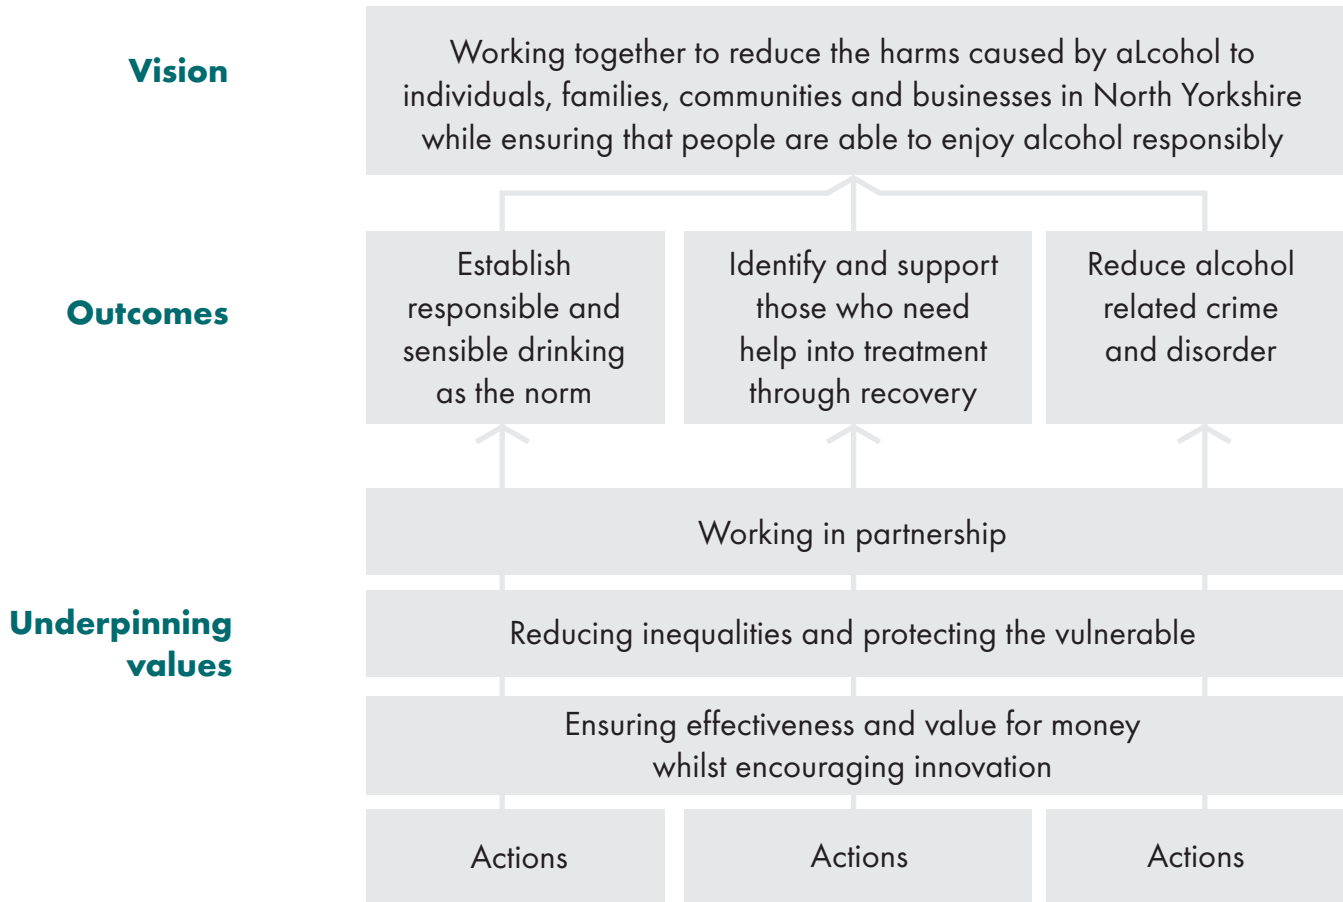 Vision
Working together to reduce the harms caused by aLcohol to
individuals, families, communities and businesses in North Yorkshire
while ensuring that people are able to enjoy alcohol responsibly
Outcomes
Establish
responsible and
sensible drinking
as the norm
Identify and support
those who need
help into treatment
through recovery
Reduce alcohol
related crime
and disorder
Underpinning
values
Working in partnership
Reducing inequalities and protecting the vulnerable
Ensuring effectiveness and value for money
whilst encouraging innovation
Actions
Actions
Actions